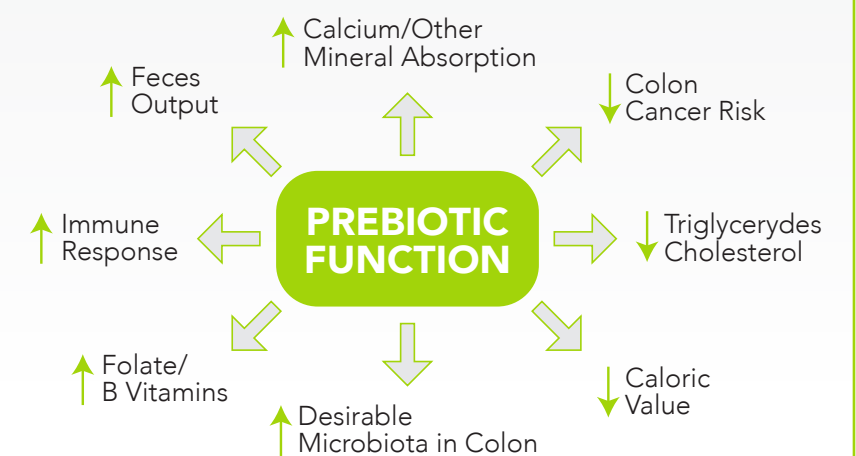 Calcium/Other
Mineral Absorption
Feces
Output
Colon
Cancer Risk
Immune
Response
PREBIOTIC
FUNCTION
Triglycerydes
Cholesterol
Folate/
B Vitamins
Desirable
Microbiota in Colon
Caloric
Value